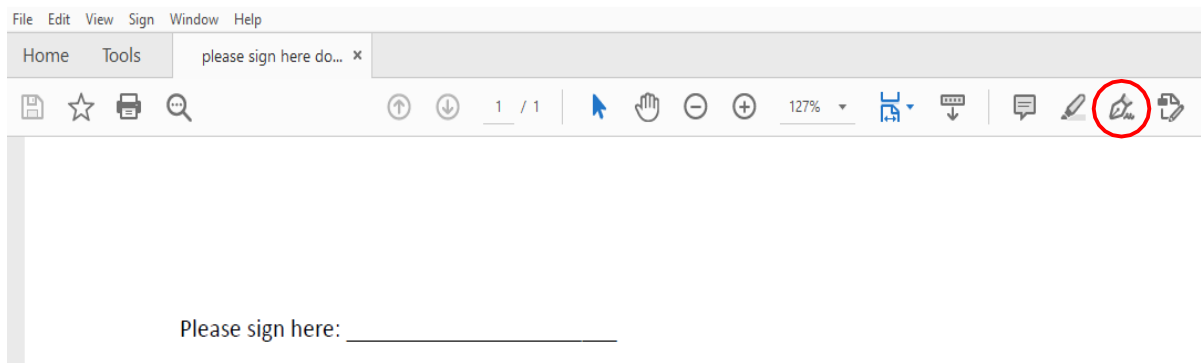 File Edit View Sign Window Help
Home Tools please sign here do... ×
1 / 1 127%
Please sign here: ______________________